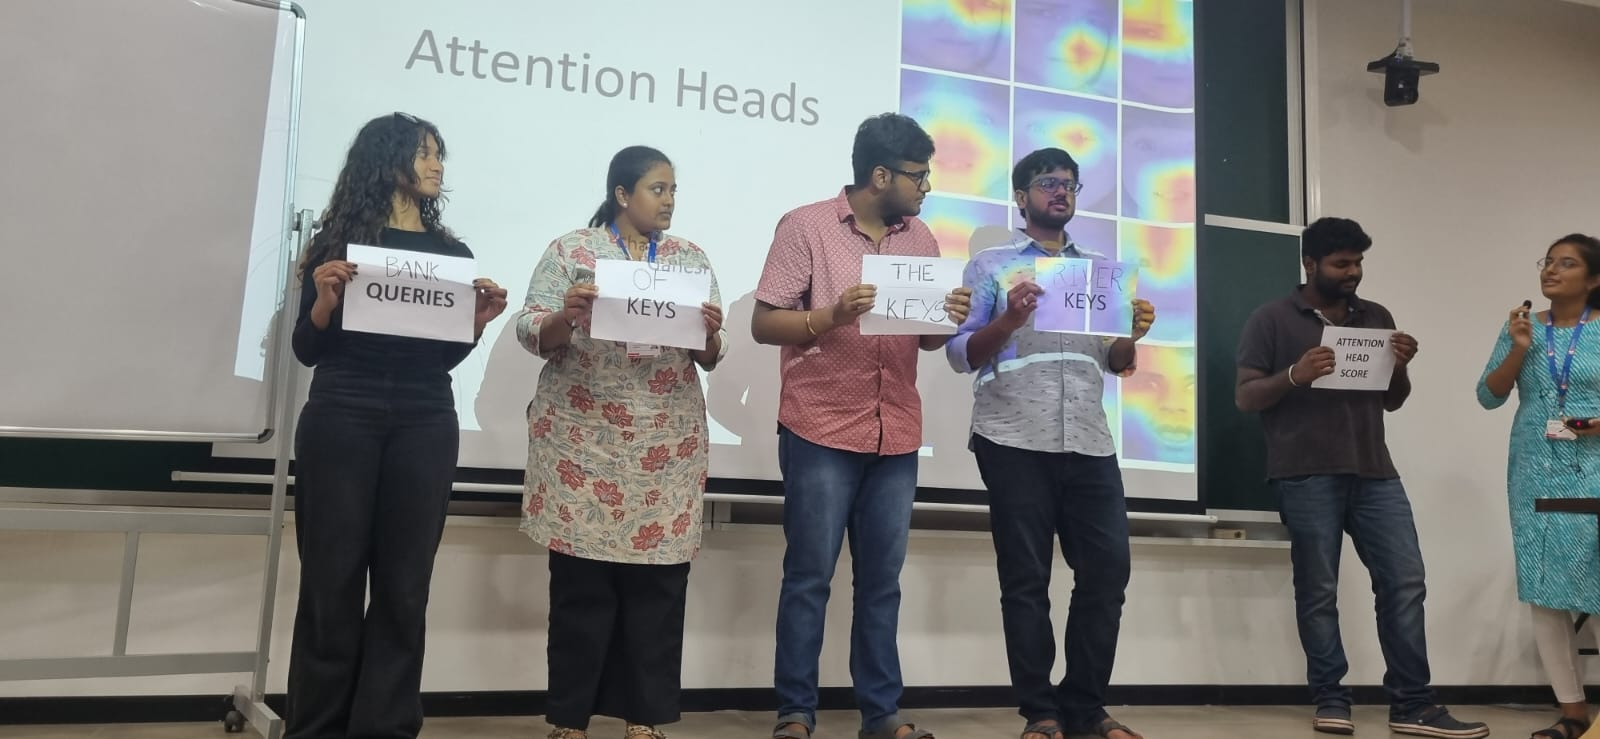 Attention Heads
BANK
QUERIES
OF
KEYS
THE
KEYS
RIVER
KEYS
ATTENTION
HEAD
SCORE